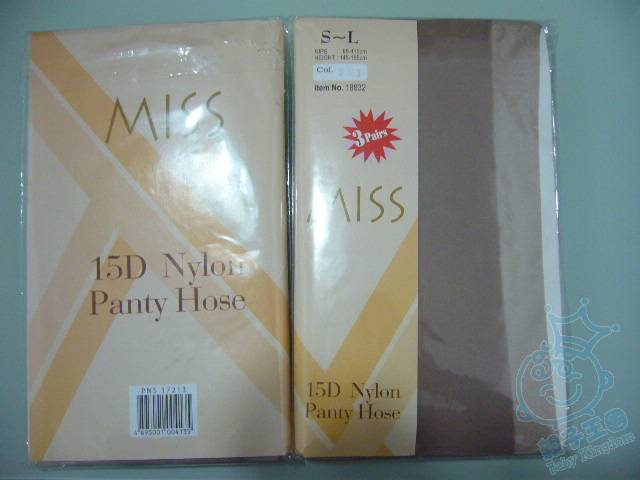 MISS
15D Nylon
Panty Hose
PNS 17213
4895001004135
S~L
HEIGHT:
Col.
Item No. 18832
3 Pairs
MISS
15D Nylon
Panty Hose
Baby Kingdom